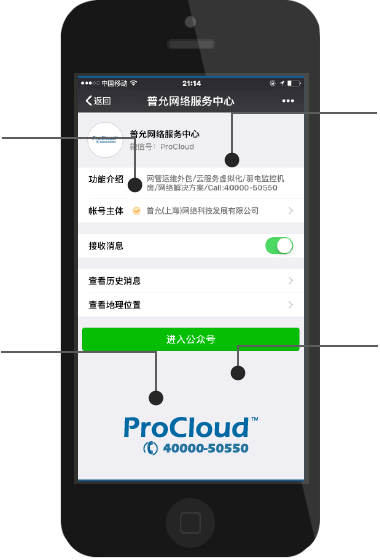 中国移动 21:14
返回 普允网络服务中心
ProCloud
普允网络服务中心
微信号：ProCloud
功能介绍 网管运维外包/云服务虚拟化/弱电监控机
房/网络解决方案/Call:40000-50550
帐号主体 普允(上海)网络科技发展有限公司
接收消息
查看历史消息
查看地理位置
进入公众号
ProCloud™
40000-50550